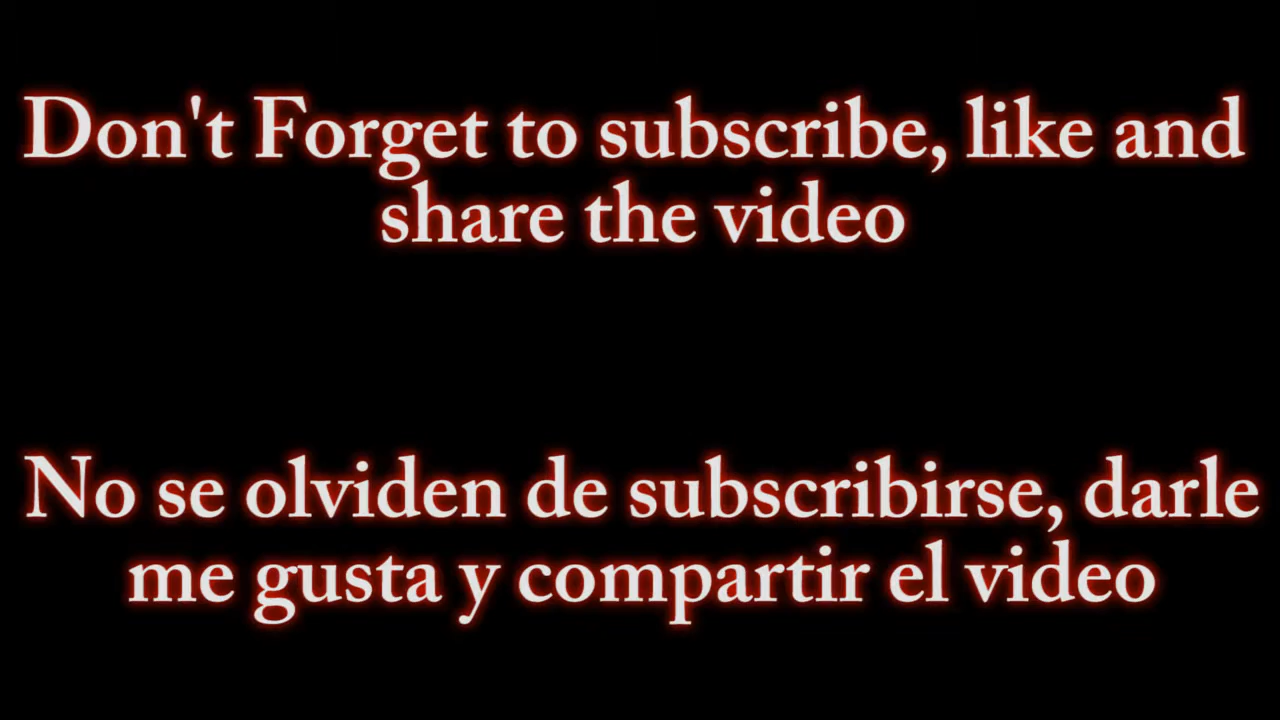 Don't Forget to subscribe, like and
share the video
No se olviden de subscribirse, darle
me gusta y compartir el video